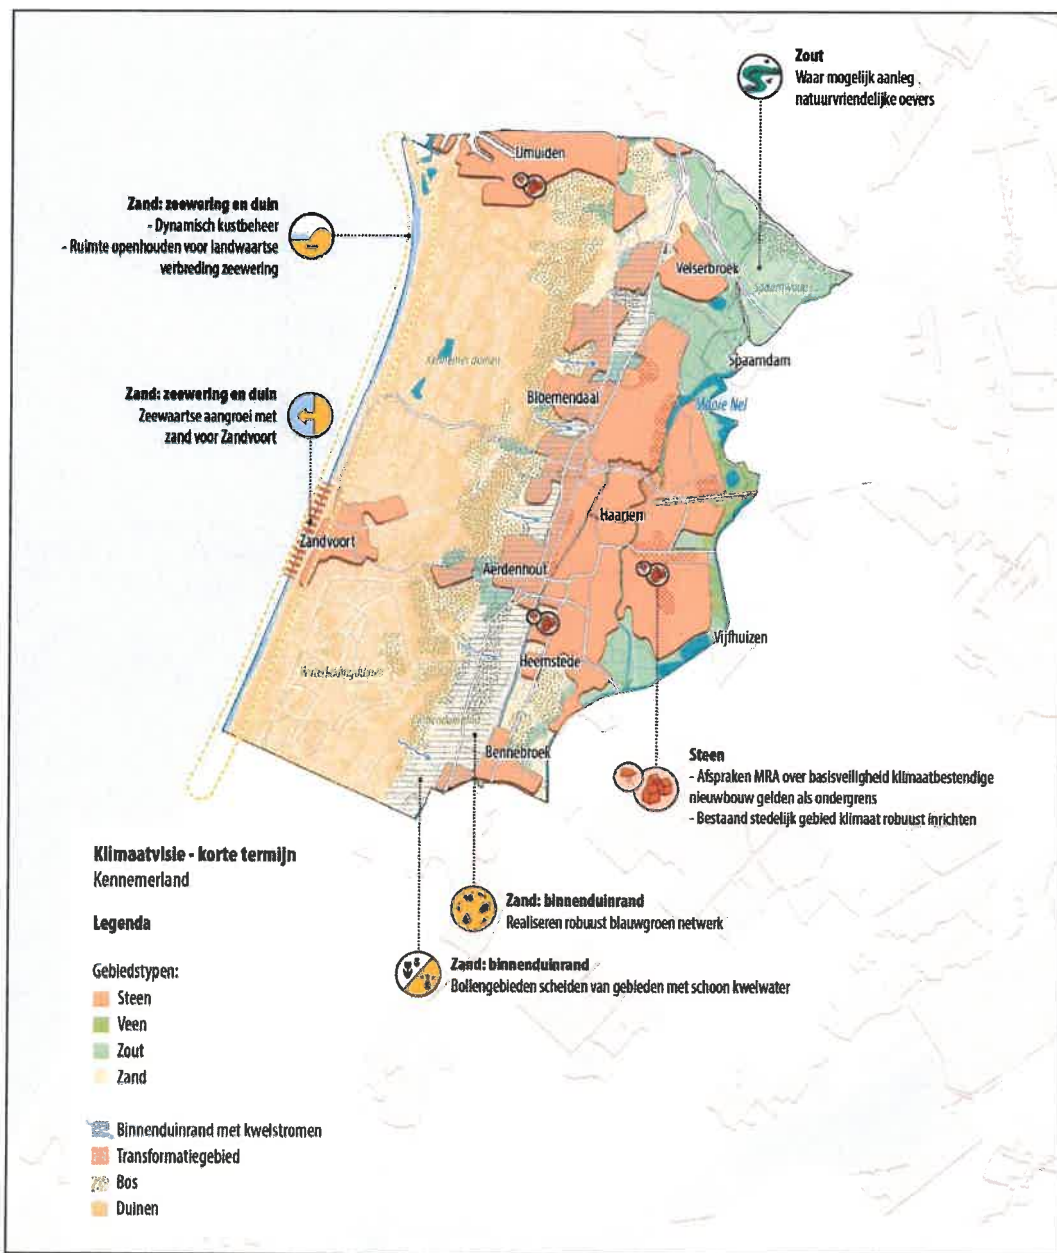 Zout
Waar mogelijk aanleg
natuurvriendelijke oevers
IJmuiden
Zand: zeewering en duin
- Dynamisch kustbeheer
- Ruimte openhouden voor landwaartse
verbreding zeewering
Velserbroek
Spaarnwoude
Kennemer duinen
Spaarndam
Zand: zeewering en duin
Zeewaartse aangroei met
zand voor Zandvoort
Bloemendaal
Mooie Nel
Haarlem
Zandvoort
Aerdenhout
Vijfhuizen
Heemstede
Bennebroek
Steen
- Afspraken MRA over basisveiligheid klimaatbestendige
nieuwbouw gelden als ondergrens
- Bestaand stedelijk gebied klimaat robuust inrichten
Klimaatvisie - korte termijn
Kennemerland
Zand: binnenduinrand
Realiseren robuust blauwgroen netwerk
Legenda
Zand: binnenduinrand
Bollengebieden scheiden van gebieden met schoon kwelwater
Gebiedstypen:
Steen
Veen
Zout
Zand
Binnenduinrand met kwelstromen
Transformatiegebied
Bos
Duinen